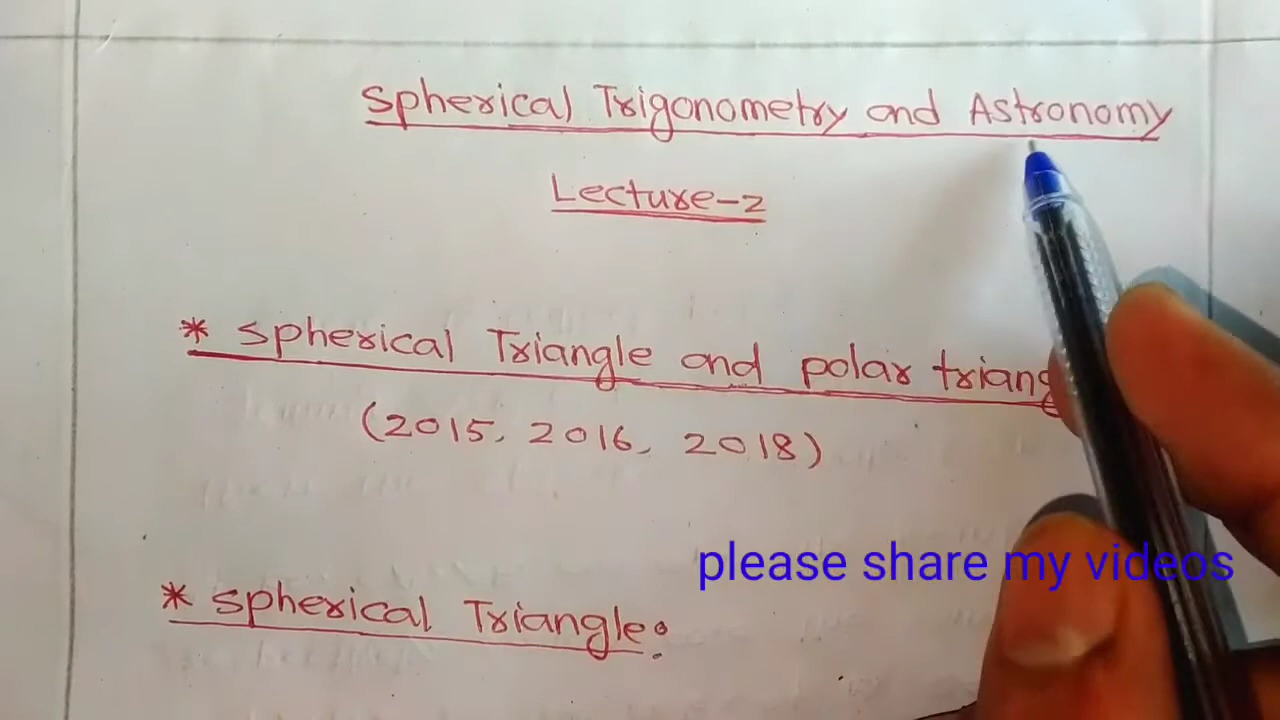 Spherical Trigonometry and Astronomy
Lecture-2
* Spherical Triangle and polar triang
(2015, 2016, 2018)
please share my videos
* Spherical Triangle: